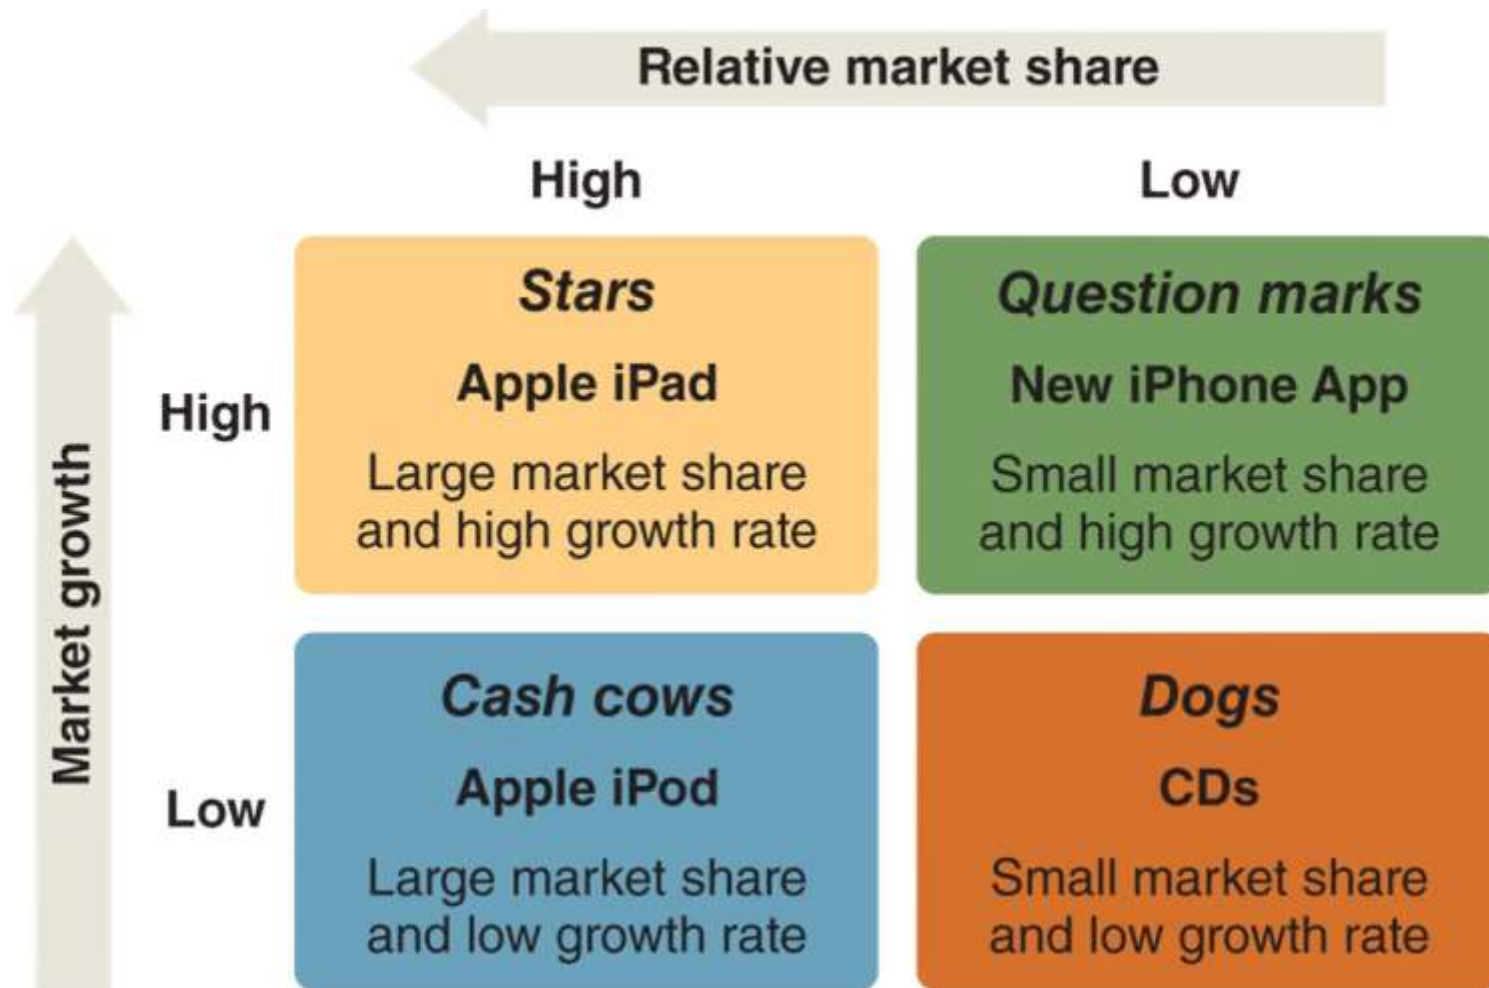 Relative market share
High
Low
Market growth
High
Stars
Apple iPad
Large market share
and high growth rate
Question marks
New iPhone App
Small market share
and high growth rate
Low
Cash cows
Apple iPod
Large market share
and low growth rate
Dogs
CDs
Small market share
and low growth rate